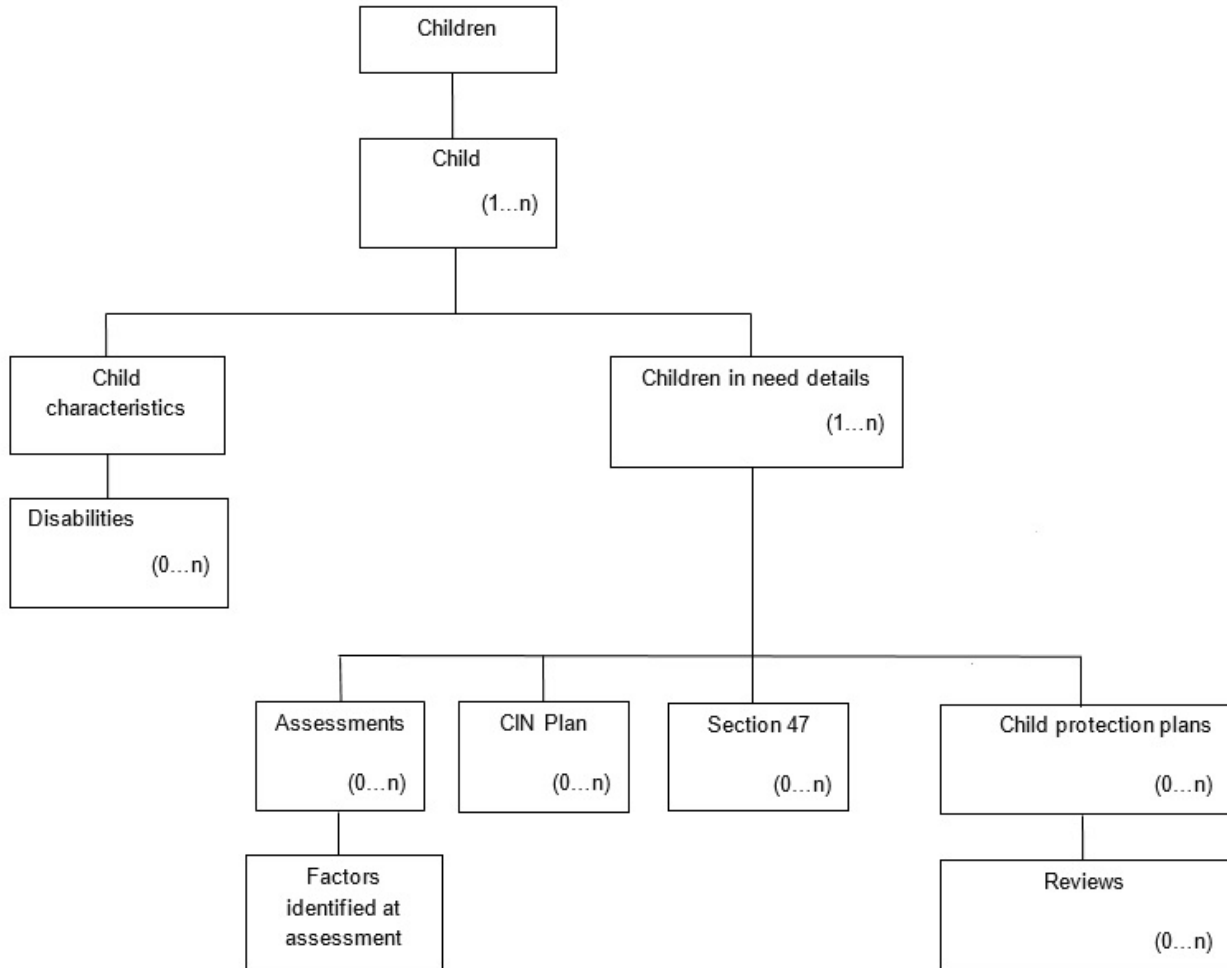 Children
Child
(1...n)
Child
characteristics
Children in need details
(1...n)
Disabilities
(0...n)
Assessments
(0...n)
CIN Plan
(0...n)
Section 47
(0...n)
Child protection plans
(0...n)
Factors
identified at
assessment
Reviews
(0...n)